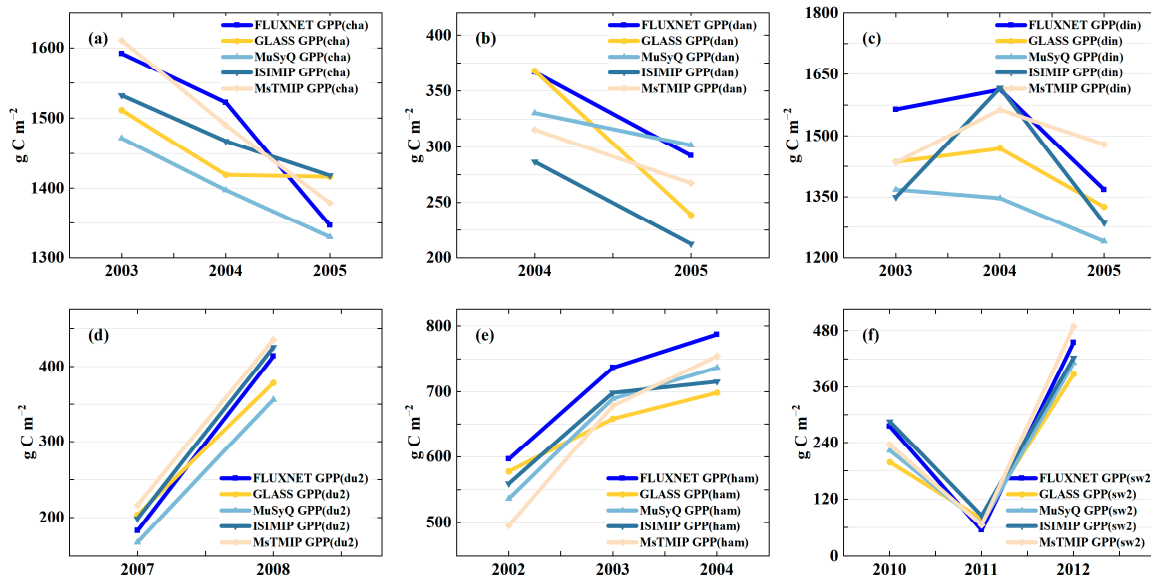 (a)
FLUXNET GPP(cha)
GLASS GPP(cha)
MuSyQ GPP(cha)
ISIMIP GPP(cha)
MsTMIP GPP(cha)
g C m⁻²
1600
1500
1400
1300
2003
2004
2005
(b)
FLUXNET GPP(dan)
GLASS GPP(dan)
MuSyQ GPP(dan)
ISIMIP GPP(dan)
MsTMIP GPP(dan)
g C m⁻²
400
350
300
250
200
2004
2005
(c)
FLUXNET GPP(din)
GLASS GPP(din)
MuSyQ GPP(din)
ISIMIP GPP(din)
MsTMIP GPP(din)
g C m⁻²
1800
1650
1500
1350
1200
2003
2004
2005
(d)
g C m⁻²
400
300
200
FLUXNET GPP(du2)
GLASS GPP(du2)
MuSyQ GPP(du2)
ISIMIP GPP(du2)
MsTMIP GPP(du2)
2007
2008
(e)
g C m⁻²
800
700
600
500
FLUXNET GPP(ham)
GLASS GPP(ham)
MuSyQ GPP(ham)
ISIMIP GPP(ham)
MsTMIP GPP(ham)
2002
2003
2004
(f)
g C m⁻²
480
360
240
120
0
FLUXNET GPP(sw2)
GLASS GPP(sw2)
MuSyQ GPP(sw2)
ISIMIP GPP(sw2)
MsTMIP GPP(sw2)
2010
2011
2012